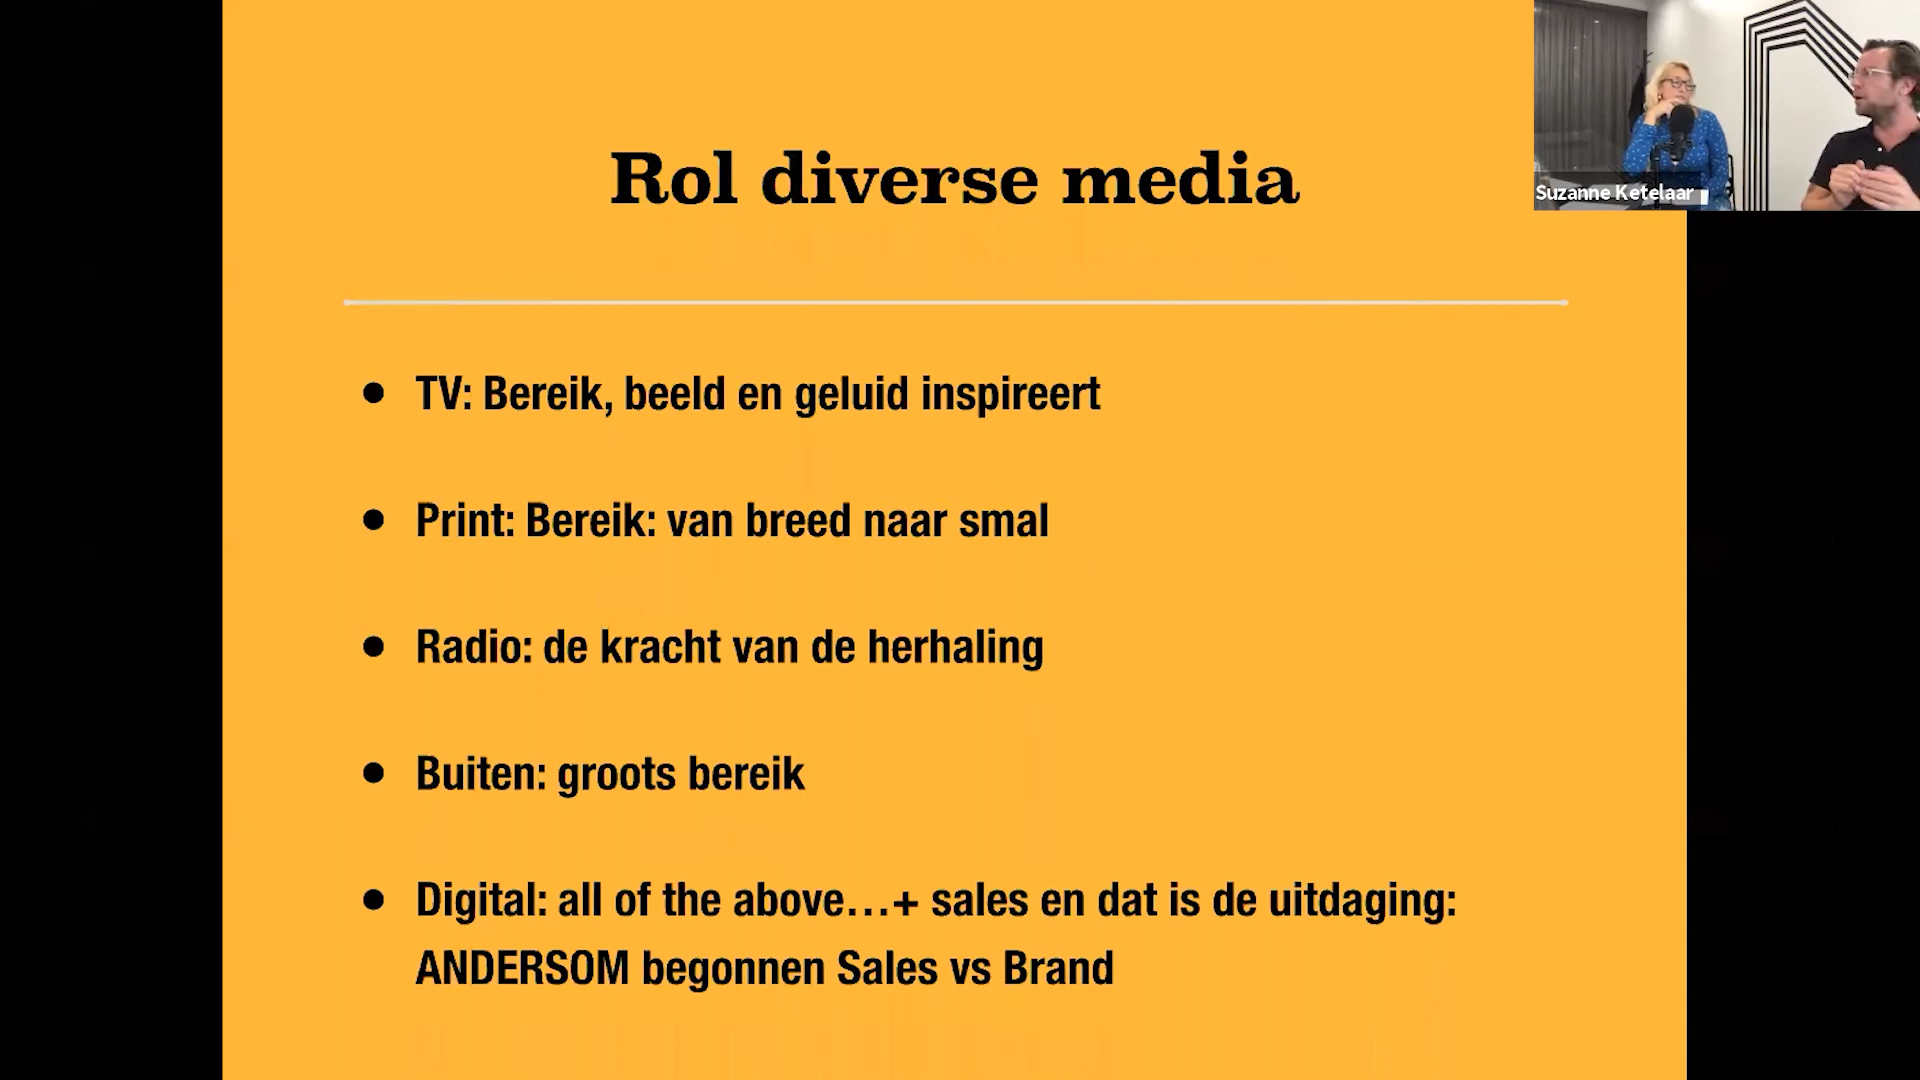 Rol diverse media
Suzanne Ketelaar
• TV: Bereik, beeld en geluid inspireert
• Print: Bereik: van breed naar smal
• Radio: de kracht van de herhaling
• Buiten: groots bereik
• Digital: all of the above…+ sales en dat is de uitdaging:
ANDERSOM begonnen Sales vs Brand